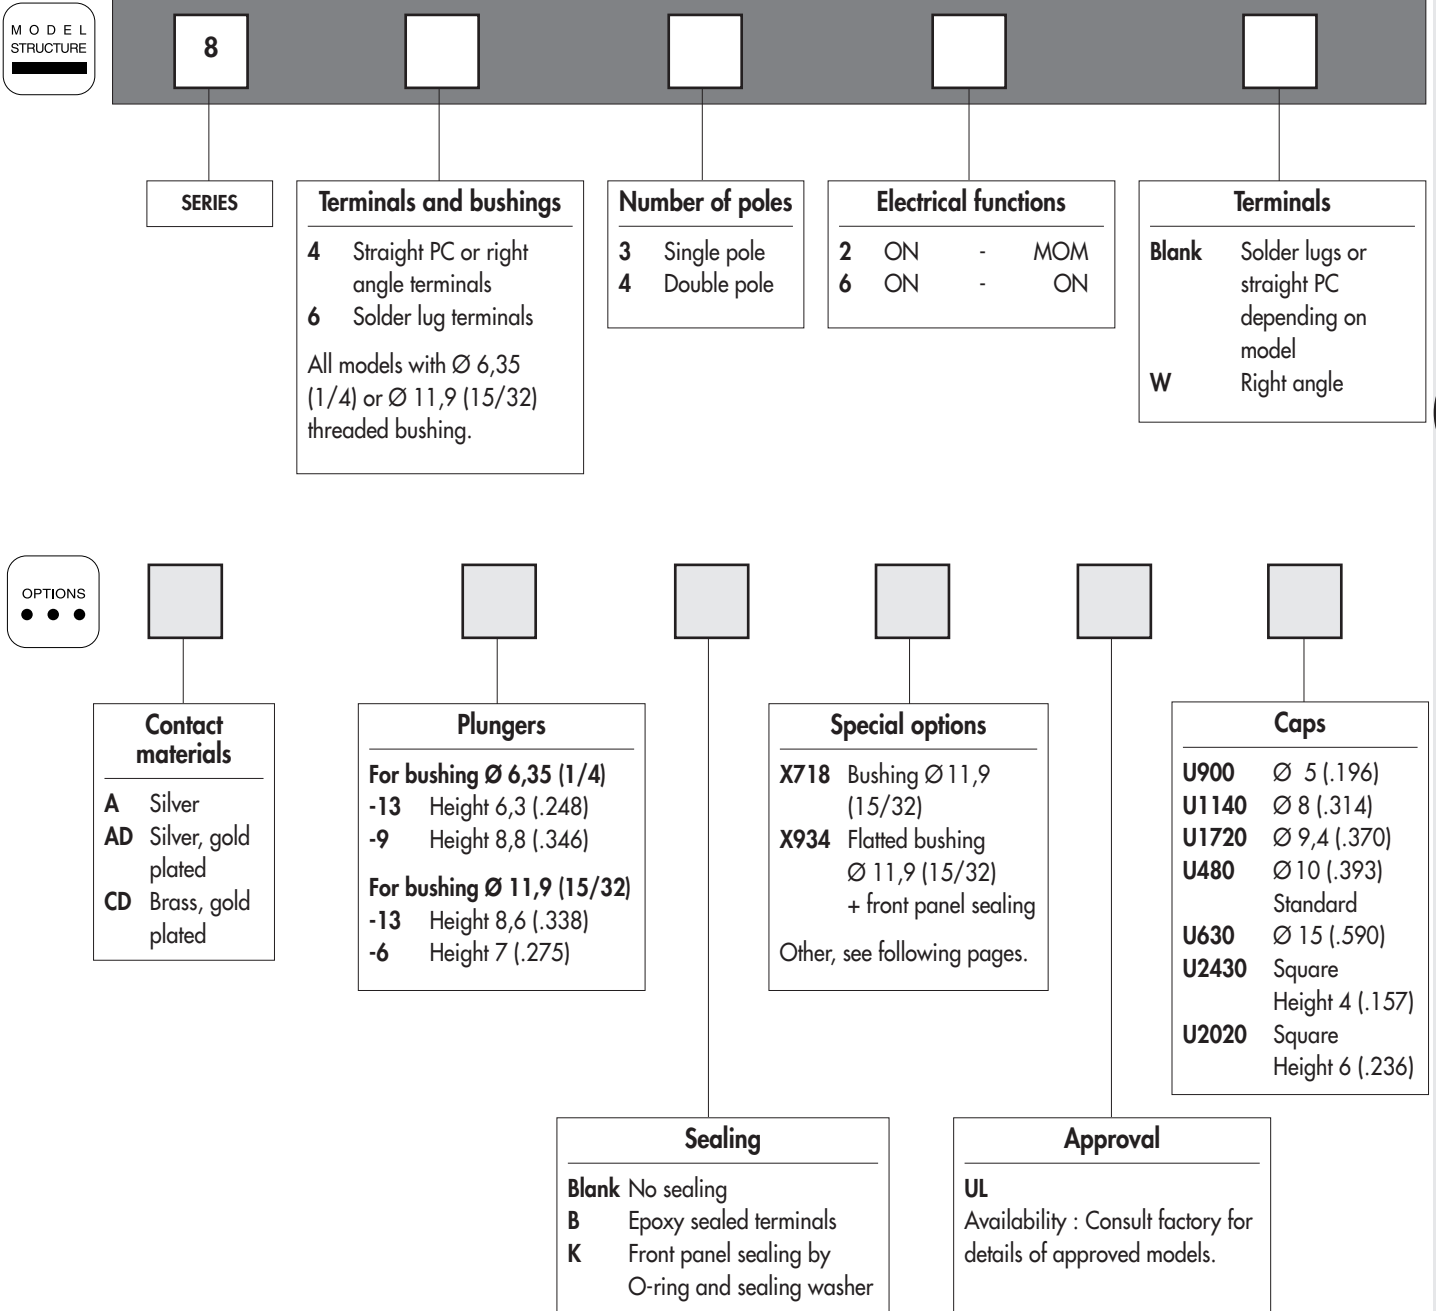 MODEL
STRUCTURE
8
SERIES
Terminals and bushings
4 Straight PC or right
angle terminals
6 Solder lug terminals
All models with Ø 6,35
(1/4) or Ø 11,9 (15/32)
threaded bushing.
Number of poles
3 Single pole
4 Double pole
Electrical functions
2 ON - MOM
6 ON - ON
Terminals
Blank Solder lugs or
straight PC
depending on
model
W Right angle
OPTIONS
Contact
materials
A Silver
AD Silver, gold
plated
CD Brass, gold
plated
Plungers
For bushing Ø 6,35 (1/4)
-13 Height 6,3 (.248)
-9 Height 8,8 (.346)
For bushing Ø 11,9 (15/32)
-13 Height 8,6 (.338)
-6 Height 7 (.275)
Special options
X718 Bushing Ø 11,9
(15/32)
X934 Flatted bushing
Ø 11,9 (15/32)
+ front panel sealing
Other, see following pages.
Caps
U900 Ø 5 (.196)
U1140 Ø 8 (.314)
U1720 Ø 9,4 (.370)
U480 Ø 10 (.393)
Standard
U630 Ø 15 (.590)
U2430 Square
Height 4 (.157)
U2020 Square
Height 6 (.236)
Sealing
Blank No sealing
B Epoxy sealed terminals
K Front panel sealing by
O-ring and sealing washer
Approval
UL
Availability : Consult factory for
details of approved models.